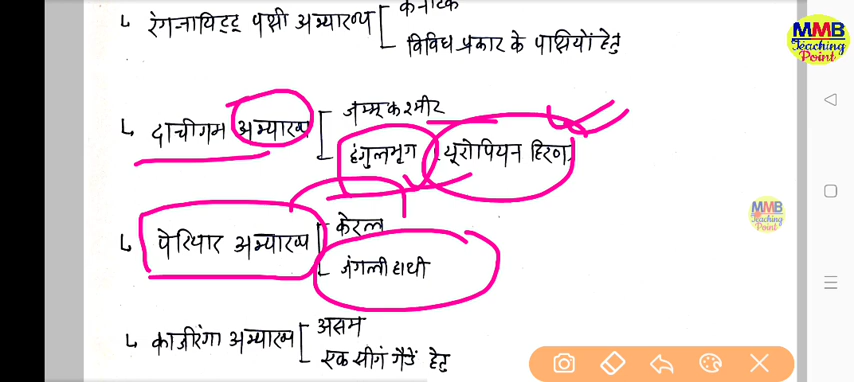 कर्नाटक
↳ रंगनाथिट्टू पक्षी अभ्यारण्य
विविध प्रकार के पक्षियों हेतु
जम्मू कश्मीर
↳ दाचीगम अभ्यारण्य
हंगुलमृग (यूरोपियन हिरण)
केरल
↳ पेरियार अभ्यारण्य
जंगली हाथी
असम
↳ काजीरंगा अभ्यारण्य
एक सींग गैंडें हेतु
MMB
Teaching
Point
MMB
Teaching
Point